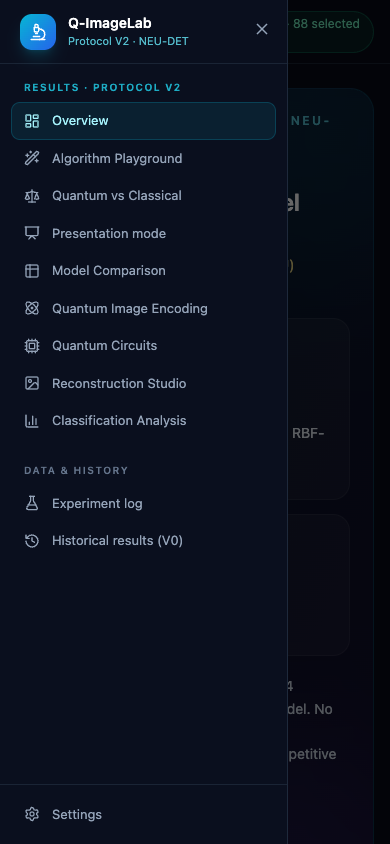 Q-ImageLab
Protocol V2 · NEU-DET
88 selected
RESULTS · PROTOCOL V2
Overview
NEU-
Algorithm Playground
Quantum vs Classical
el
Presentation mode
Model Comparison
Quantum Image Encoding
Quantum Circuits
Reconstruction Studio
Classification Analysis
RBF-
DATA & HISTORY
Experiment log
Historical results (V0)
4
del. No
petitive
Settings